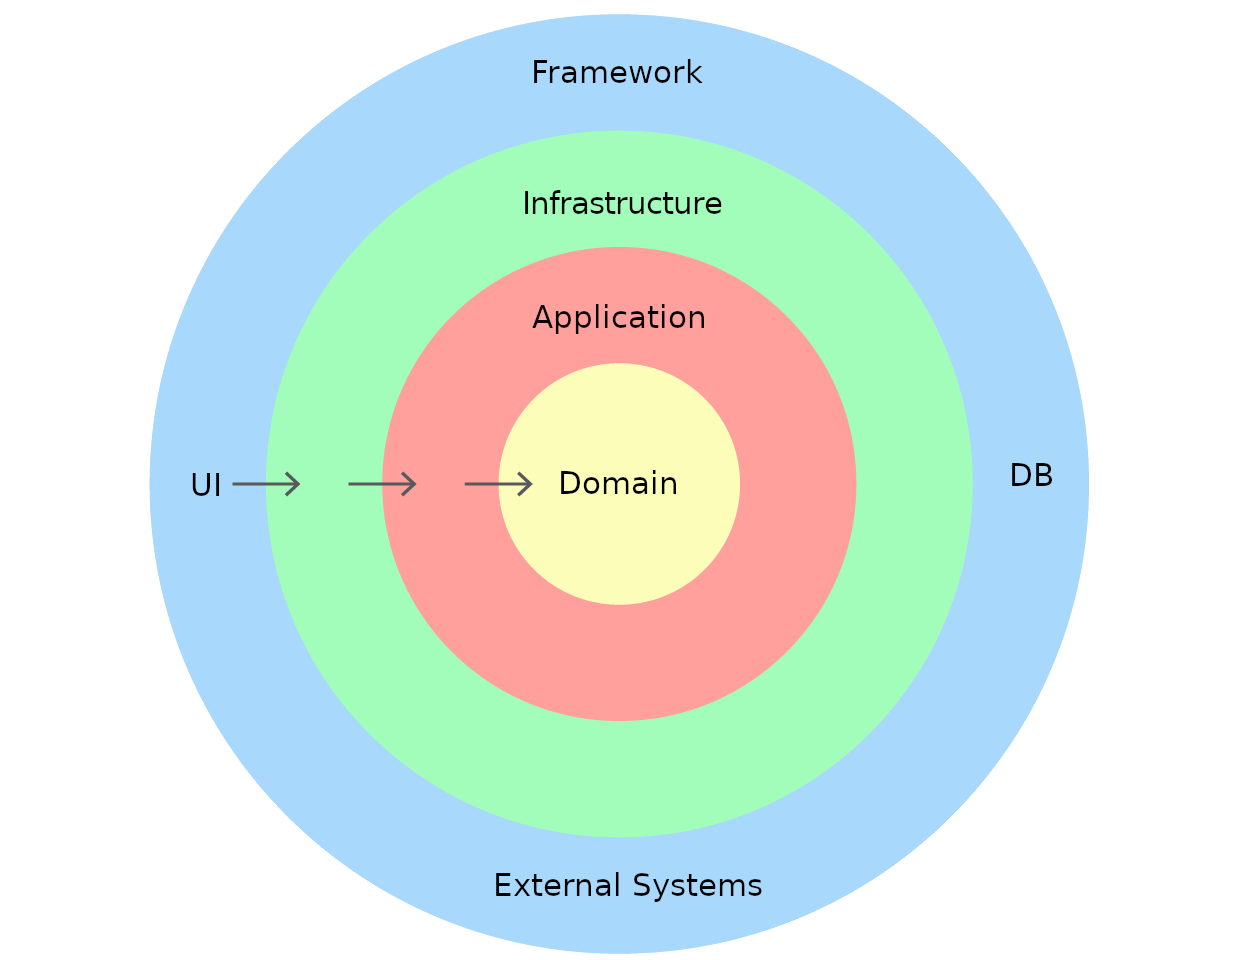 Framework
Infrastructure
Application
UI
Domain
DB
External Systems